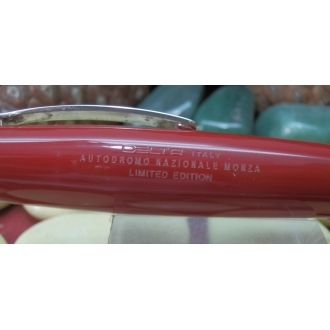 DELTA ITALY
AUTODROMO NAZIONALE MONZA
LIMITED EDITION